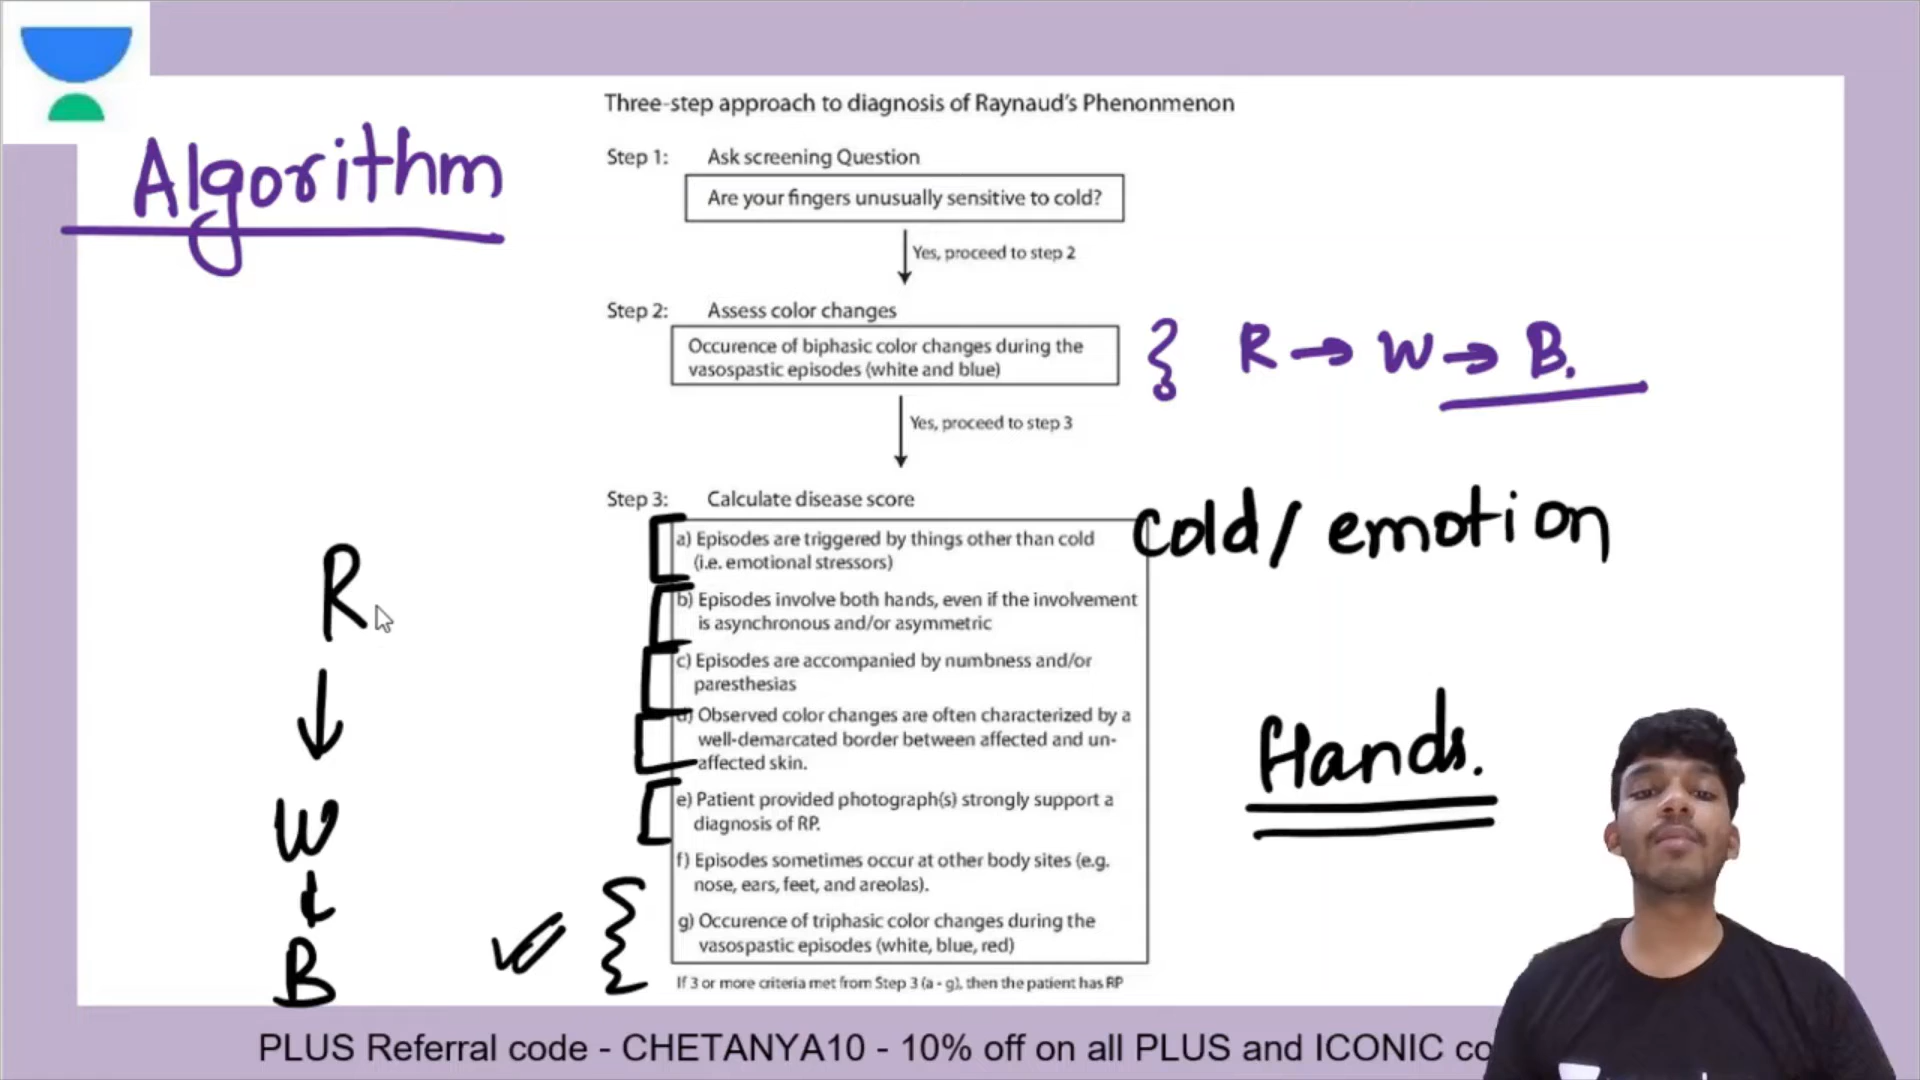 Three-step approach to diagnosis of Raynaud's Phenonmenon
Algorithm
Step 1: Ask screening Question
Are your fingers unusually sensitive to cold?
Yes, proceed to step 2
Step 2: Assess color changes
Occurence of biphasic color changes during the
vasospastic episodes (white and blue)
{ R → W → B.
Yes, proceed to step 3
Step 3: Calculate disease score
a) Episodes are triggered by things other than cold
(i.e. emotional stressors)
Cold/ emotion
b) Episodes involve both hands, even if the involvement
is asynchronous and/or asymmetric
c) Episodes are accompanied by numbness and/or
paresthesias
d) Observed color changes are often characterized by a
well-demarcated border between affected and un-
affected skin.
Hands.
e) Patient provided photograph(s) strongly support a
diagnosis of RP.
f) Episodes sometimes occur at other body sites (e.g.
nose, ears, feet, and areolas).
g) Occurence of triphasic color changes during the
vasospastic episodes (white, blue, red)
If 3 or more criteria met from Step 3 (a - g), then the patient has RP
R
↓
W
↓
B
PLUS Referral code - CHETANYA10 - 10% off on all PLUS and ICONIC co